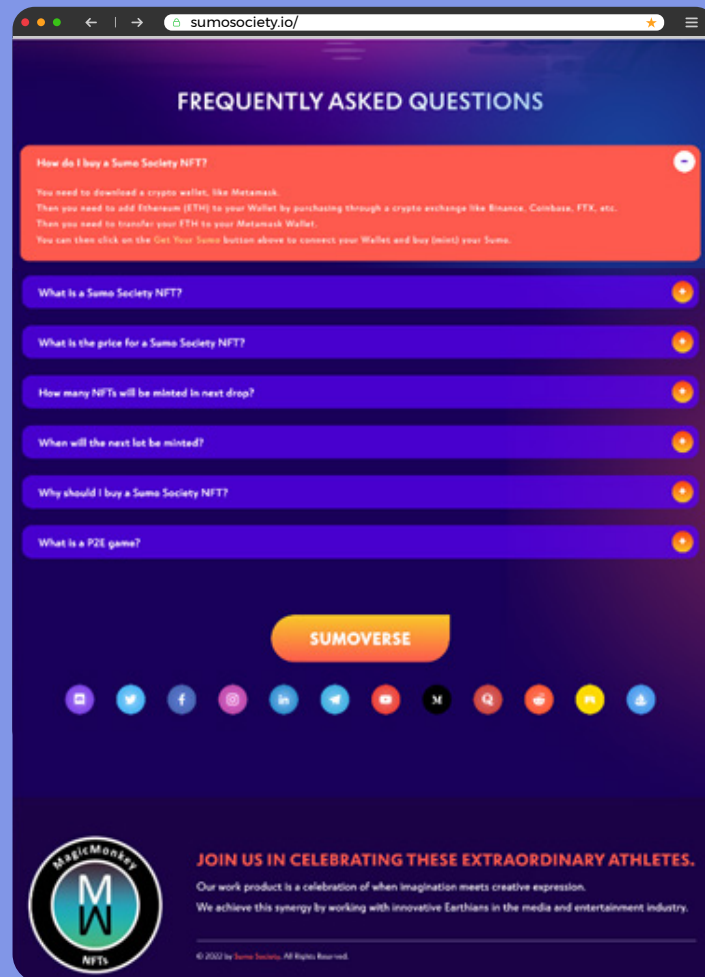 sumosociety.io/
FREQUENTLY ASKED QUESTIONS
How do I buy a Sumo Society NFT?
You need to download a crypto wallet, like Metamask.
Then you need to add Ethereum (ETH) to your Wallet by purchasing through a crypto exchange like Binance, Coinbase, FTX, etc.
Then you need to transfer your ETH to your Metamask Wallet.
You can then click on the Get Your Sumo button above to connect your Wallet and buy (mint) your Sumo.
What is a Sumo Society NFT?
What is the price for a Sumo Society NFT?
How many NFTs will be minted in next drop?
When will the next lot be minted?
Why should I buy a Sumo Society NFT?
What is a P2E game?
SUMOVERSE
MagicMonkey
MM
NFTs
JOIN US IN CELEBRATING THESE EXTRAORDINARY ATHLETES.
Our work product is a celebration of when imagination meets creative expression.
We achieve this synergy by working with innovative Earthians in the media and entertainment industry.
© 2022 by Sumo Society. All Rights Reserved.